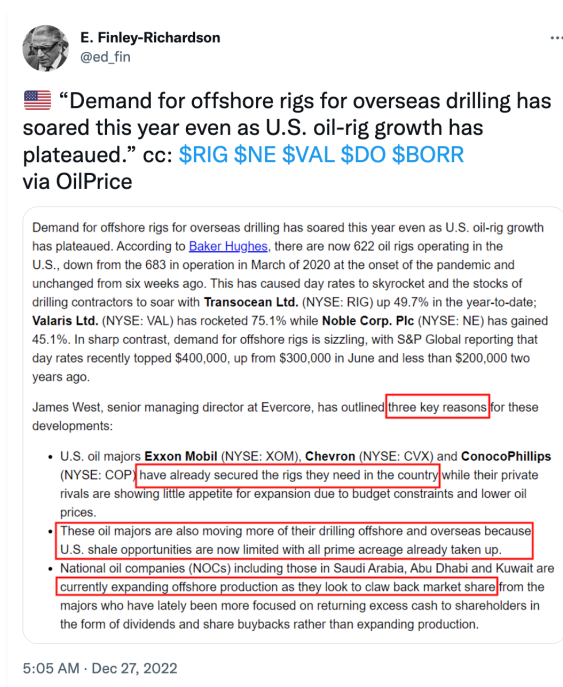 E. Finley-Richardson
@ed_fin
🇺🇸 “Demand for offshore rigs for overseas drilling has
soared this year even as U.S. oil-rig growth has
plateaued.” cc: $RIG $NE $VAL $DO $BORR
via OilPrice
Demand for offshore rigs for overseas drilling has soared this year even as U.S. oil-rig growth
has plateaued. According to Baker Hughes, there are now 622 oil rigs operating in the
U.S., down from the 683 in operation in March of 2020 at the onset of the pandemic and
unchanged from six weeks ago. This has caused day rates to skyrocket and the stocks of
drilling contractors to soar with Transocean Ltd. (NYSE: RIG) up 49.7% in the year-to-date;
Valaris Ltd. (NYSE: VAL) has rocketed 75.1% while Noble Corp. Plc (NYSE: NE) has gained
45.1%. In sharp contrast, demand for offshore rigs is sizzling, with S&P Global reporting that
day rates recently topped $400,000, up from $300,000 in June and less than $200,000 two
years ago.
James West, senior managing director at Evercore, has outlined three key reasons for these
developments:
• U.S. oil majors Exxon Mobil (NYSE: XOM), Chevron (NYSE: CVX) and ConocoPhillips
(NYSE: COP) have already secured the rigs they need in the country while their private
rivals are showing little appetite for expansion due to budget constraints and lower oil
prices.
• These oil majors are also moving more of their drilling offshore and overseas because
U.S. shale opportunities are now limited with all prime acreage already taken up.
• National oil companies (NOCs) including those in Saudi Arabia, Abu Dhabi and Kuwait are
currently expanding offshore production as they look to claw back market share from the
majors who have lately been more focused on returning excess cash to shareholders in
the form of dividends and share buybacks rather than expanding production.
5:05 AM · Dec 27, 2022